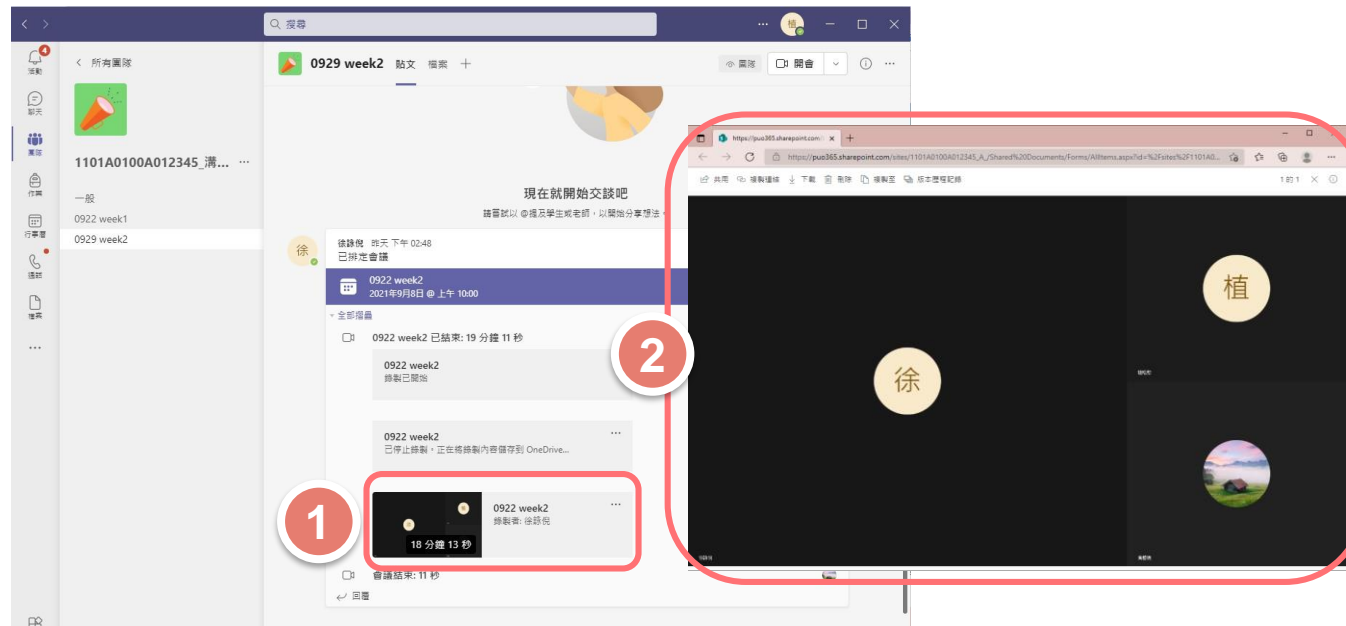 搜尋
植
4
活動
聊天
團隊
作業
行事曆
通話
檔案
所有團隊
1101A0100A012345_溝... ...
一般
0922 week1
0929 week2
0929 week2 貼文 檔案 +
團隊
開會
現在就開始交談吧
請嘗試以 @提及學生或老師,以開始分享想法。
徐
徐詠倪 昨天 下午 02:48
已排定會議
0922 week2
2021年9月8日 @ 上午 10:00
全部摺疊
0922 week2 已結束: 19 分鐘 11 秒
0922 week2
錄製已開始
0922 week2
已停止錄製,正在將錄製內容儲存到 OneDrive...
1
18 分鐘 13 秒
0922 week2
錄製者: 徐詠倪
會議結束: 11 秒
回覆
2
https://puo365.sharepoint.com/
https://puo365.sharepoint.com/sites/1101A0100A012345_A_/Shared%20Documents/Forms/AllItems.aspx?id=%2Fsites%2F1101A0...
共用 複製連結 下載 刪除 複製至 版本歷程記錄
1 的 1
徐
植